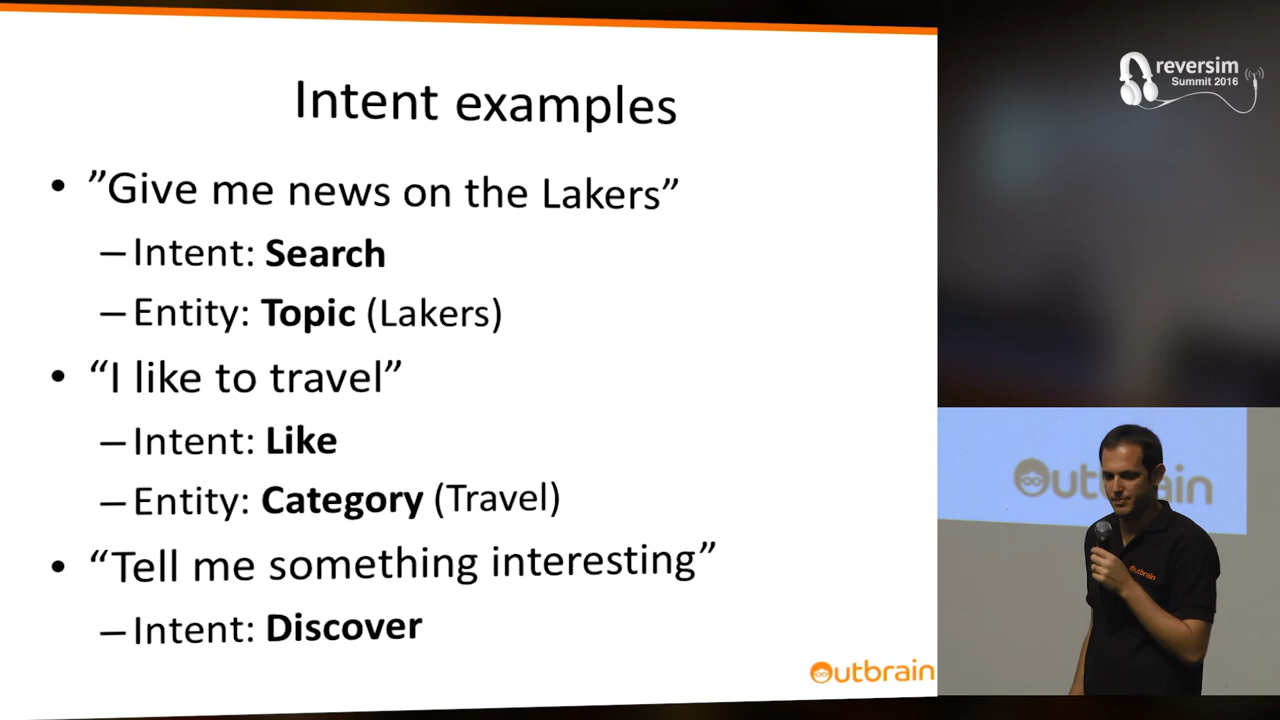 Intent examples
• ”Give me news on the Lakers”
– Intent: Search
– Entity: Topic (Lakers)
• “I like to travel”
– Intent: Like
– Entity: Category (Travel)
• “Tell me something interesting”
– Intent: Discover
Outbrain
reversim
Summit 2016
Outbrain
Outbrain